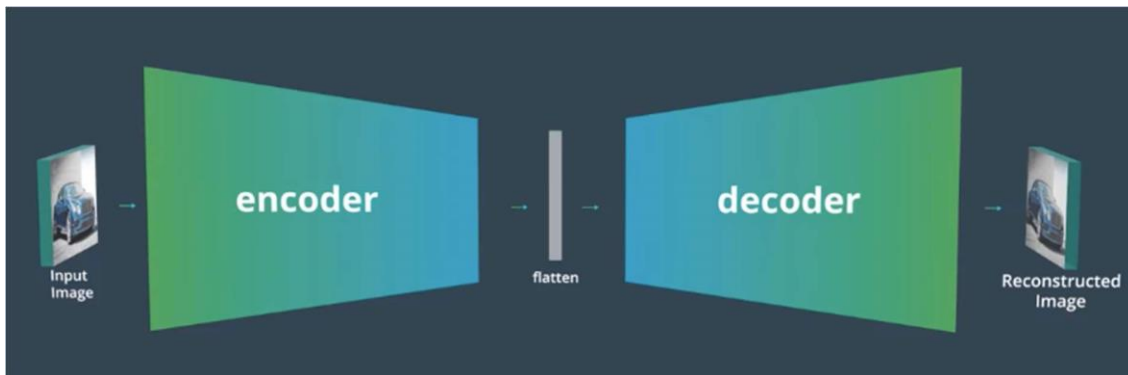 encoder
decoder
Input
Image
flatten
Reconstructed
Image